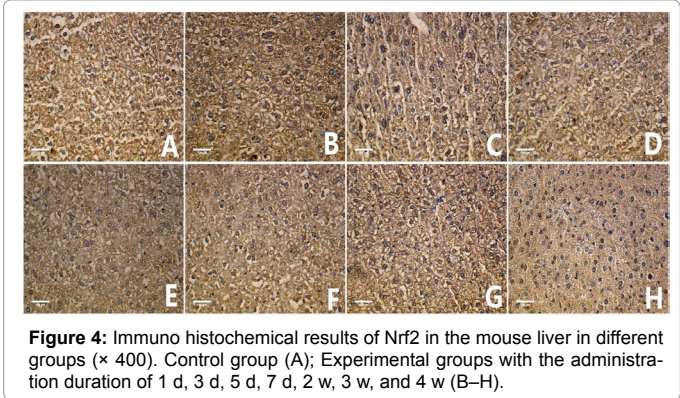 A B C D
E F G H
Figure 4: Immuno histochemical results of Nrf2 in the mouse liver in different
groups (× 400). Control group (A); Experimental groups with the administra-
tion duration of 1 d, 3 d, 5 d, 7 d, 2 w, 3 w, and 4 w (B–H).